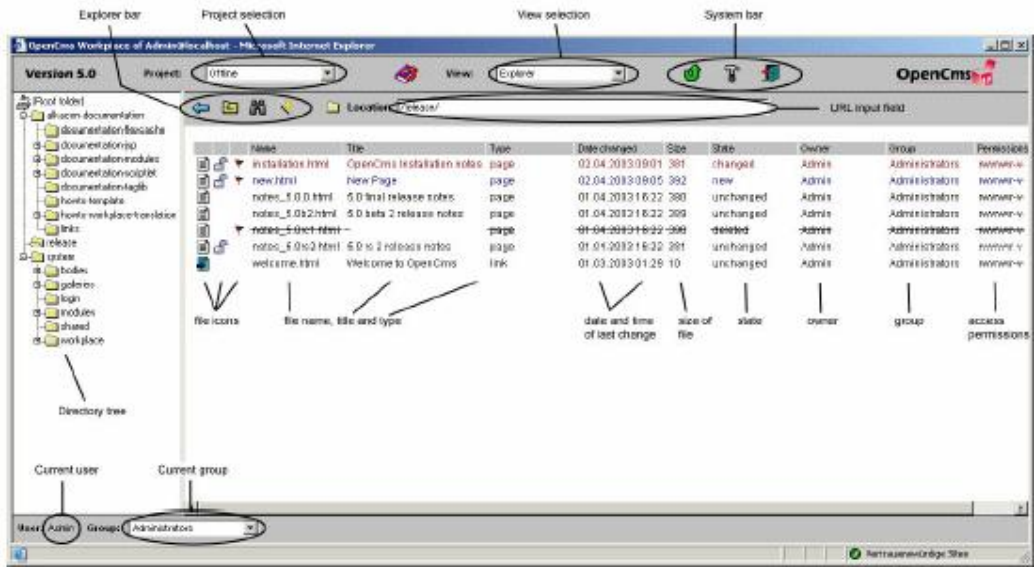 Explorer bar Project selection View selection System bar
OpenCms Workplace of Admin@localhost - Microsoft Internet Explorer
Version 5.0 Project: Offline View: Explorer OpenCms
(Root folder)
alkacon-documentation
documentation-flexcache
documentation-jsp
documentation-modules
documentation-scriptlet
documentation-taglib
howto-template
howto-workplace-translation
links
release
system
bodies
galleries
login
modules
shared
workplace
Directory tree
Location: /release/ URL input field
Name Title Type Date changed Size State Owner Group Permissions
installation.html OpenCms Installation notes page 02.04.2003 09:01 381 changed Admin Administrators
new.html New Page page 02.04.2003 09:05 392 new Admin Administrators
notes_5.0.0.html 5.0 final release notes page 01.04.2003 16:22 380 unchanged Admin Administrators
notes_5.0b2.html 5.0 beta 2 release notes page 01.04.2003 16:22 389 unchanged Admin Administrators
notes_5.0rc1.html - page 01.04.2003 16:22 deleted Admin Administrators
notes_5.0rc2.html 5.0 rc 2 release notes page 01.04.2003 16:22 381 unchanged Admin Administrators
welcome.html Welcome to OpenCms link 01.03.2003 01:29 10 unchanged Admin Administrators
file icons file name, title and type date and time of last change size of file state owner group access permissions
Current user Current group
User: Admin Group: Administrators
Vertrauenswürdige Sites